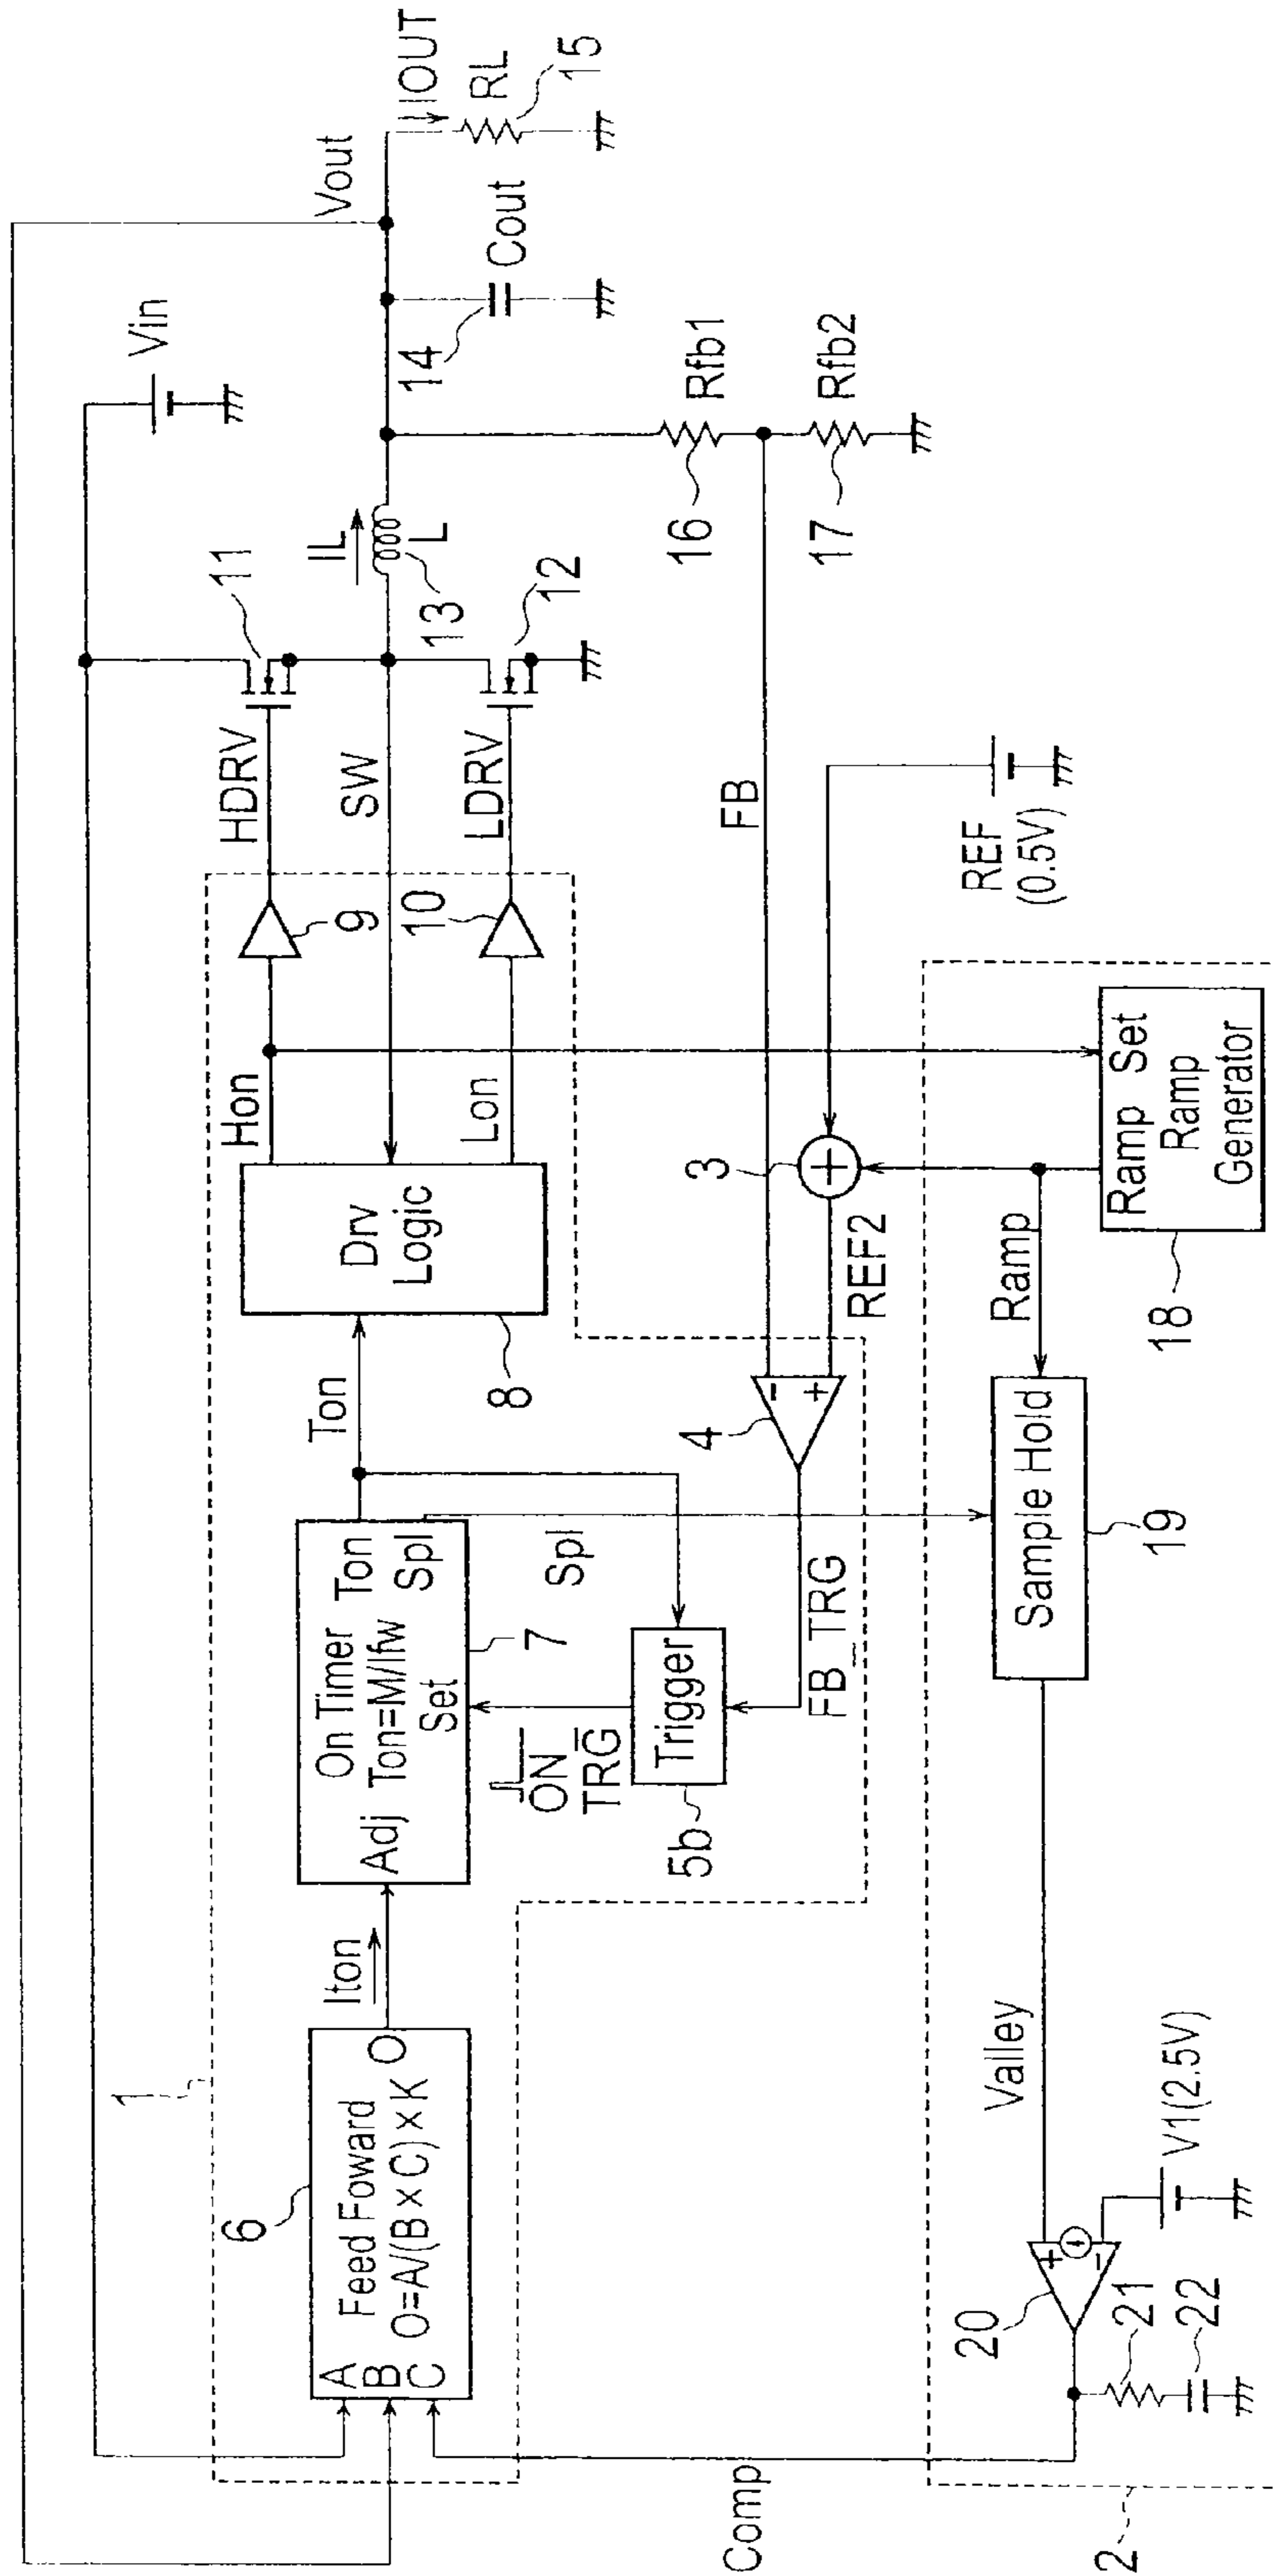 Vout
IOUT
RL
15
Vin
Cout
14
11
IL
L
13
12
Rfb1
16
Rfb2
17
HDRV
SW
LDRV
FB
REF
(0.5V)
9
10
Hon
Lon
Drv
Logic
8
3
REF2
Ramp Set
Ramp
Generator
18
Ramp
Ton
4
On Timer
Ton
Adj
Ton=M/Ifw
Spl
Set
7
Spl
Trigger
5b
FB_TRG
ON
TRG
Sample Hold
19
1
Iton
6
Feed Foward
A
B
C
O=A/(B×C)×K
O
Valley
V1(2.5V)
20
+
−
21
22
Comp
2